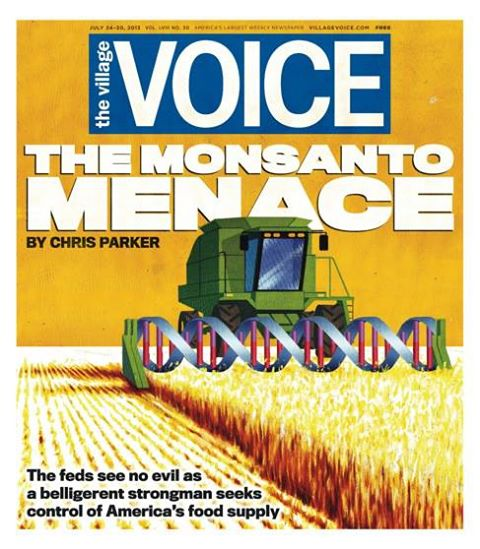 JULY 24–30, 2013 VOL. LVIII NO. 30 AMERICA'S LARGEST WEEKLY NEWSPAPER VILLAGEVOICE.COM FREE
the village VOICE
THE MONSANTO
MENACE
BY CHRIS PARKER
The feds see no evil as
a belligerent strongman seeks
control of America's food supply